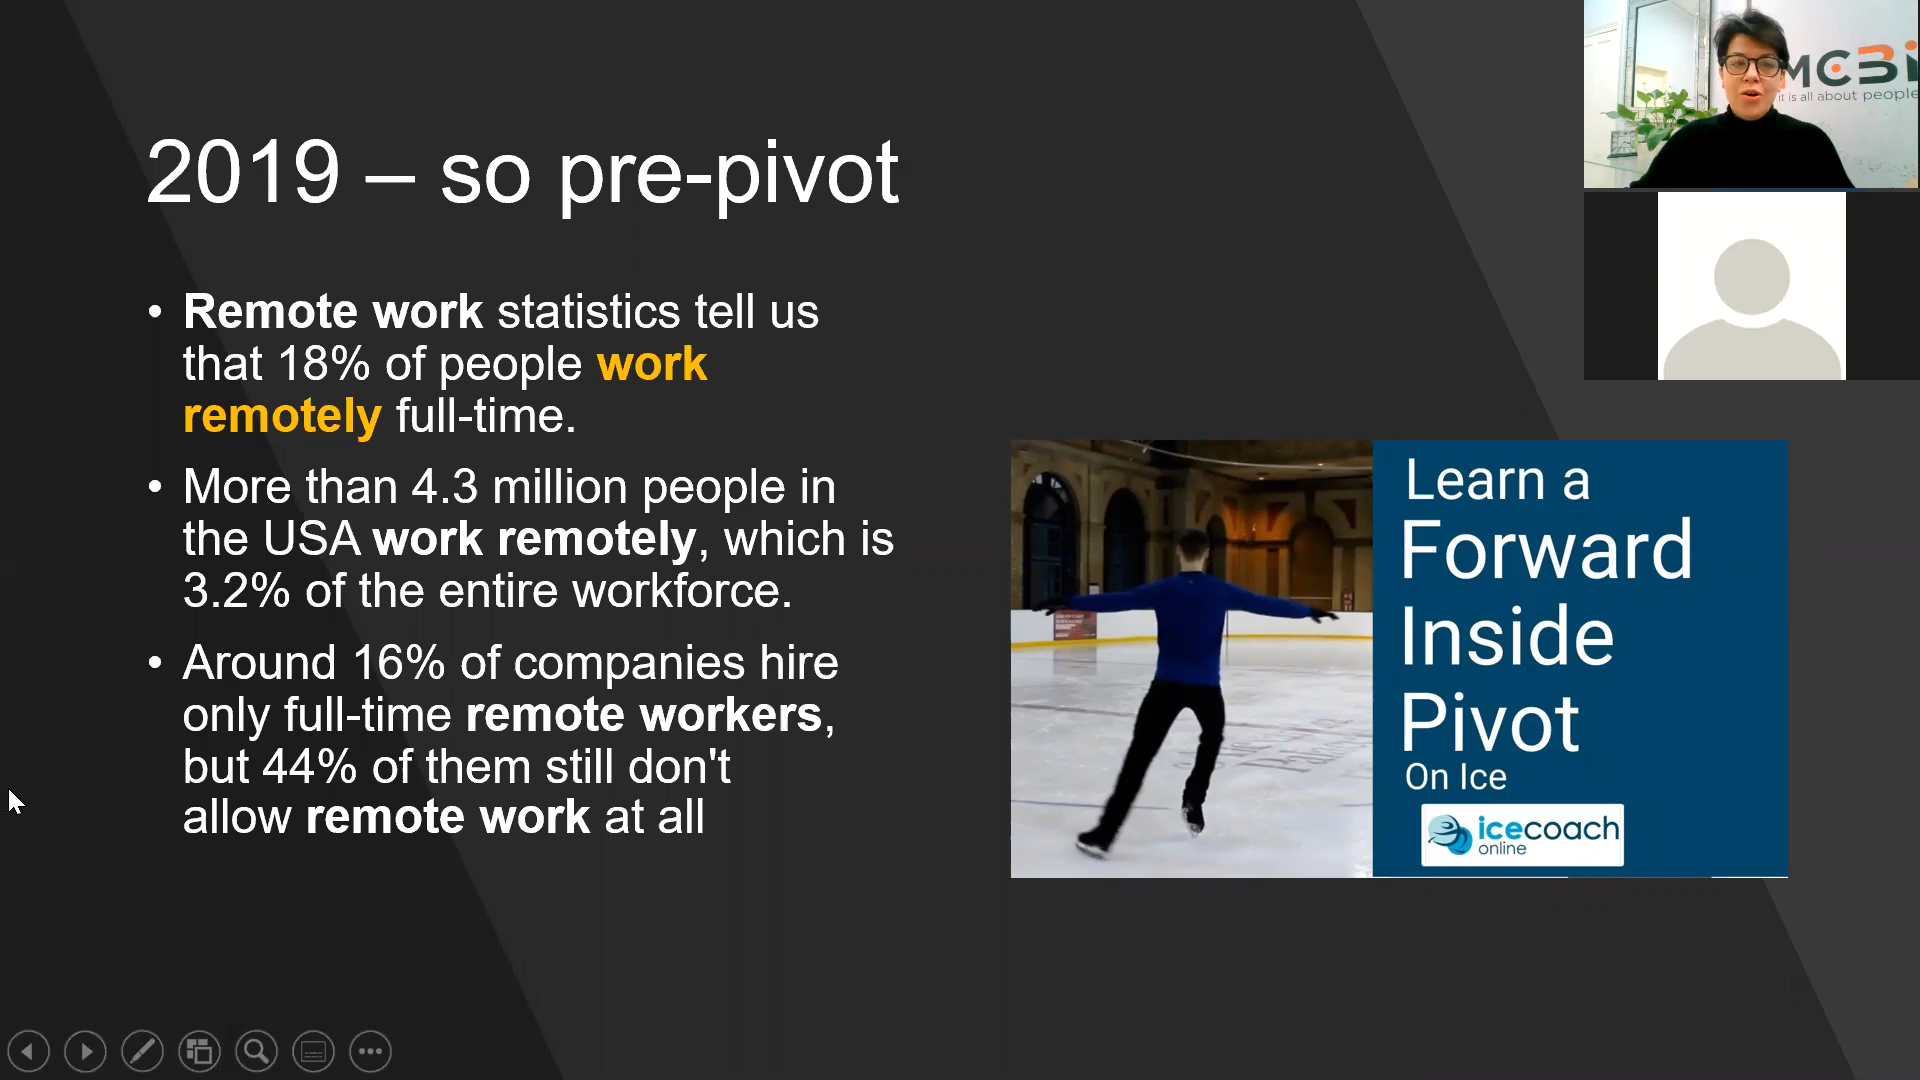 2019 – so pre-pivot
• Remote work statistics tell us
that 18% of people work
remotely full-time.
• More than 4.3 million people in
the USA work remotely, which is
3.2% of the entire workforce.
• Around 16% of companies hire
only full-time remote workers,
but 44% of them still don't
allow remote work at all
Learn a
Forward
Inside
Pivot
On Ice
icecoach
online
MCBi
it is all about people